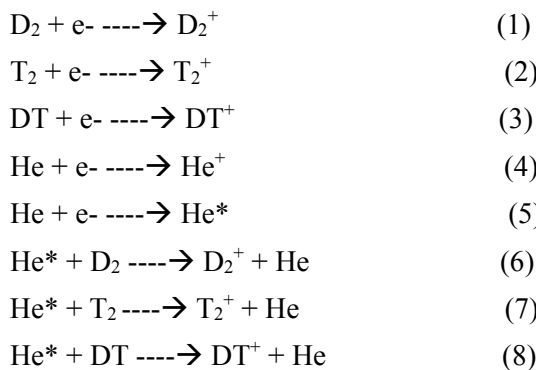 D₂ + e- ----→ D₂⁺ (1)
T₂ + e- ----→ T₂⁺ (2)
DT + e- ----→ DT⁺ (3)
He + e- ----→ He⁺ (4)
He + e- ----→ He* (5)
He* + D₂ ----→ D₂⁺ + He (6)
He* + T₂ ----→ T₂⁺ + He (7)
He* + DT ----→ DT⁺ + He (8)